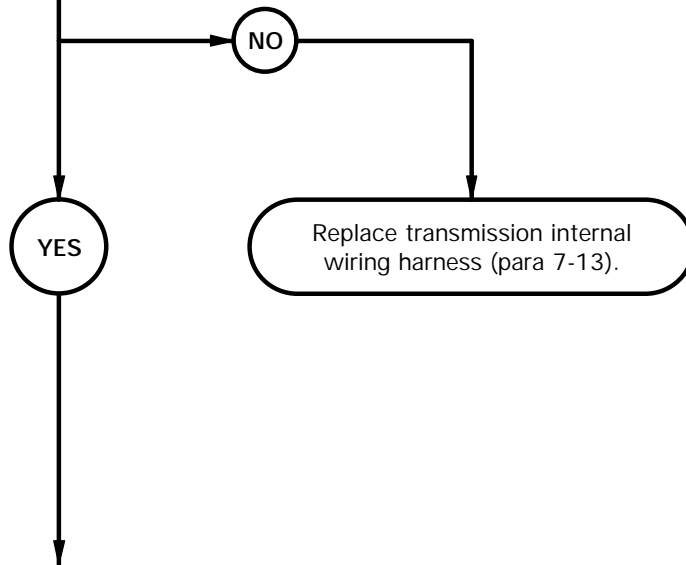 NO
YES
Replace transmission internal
wiring harness (para 7-13).